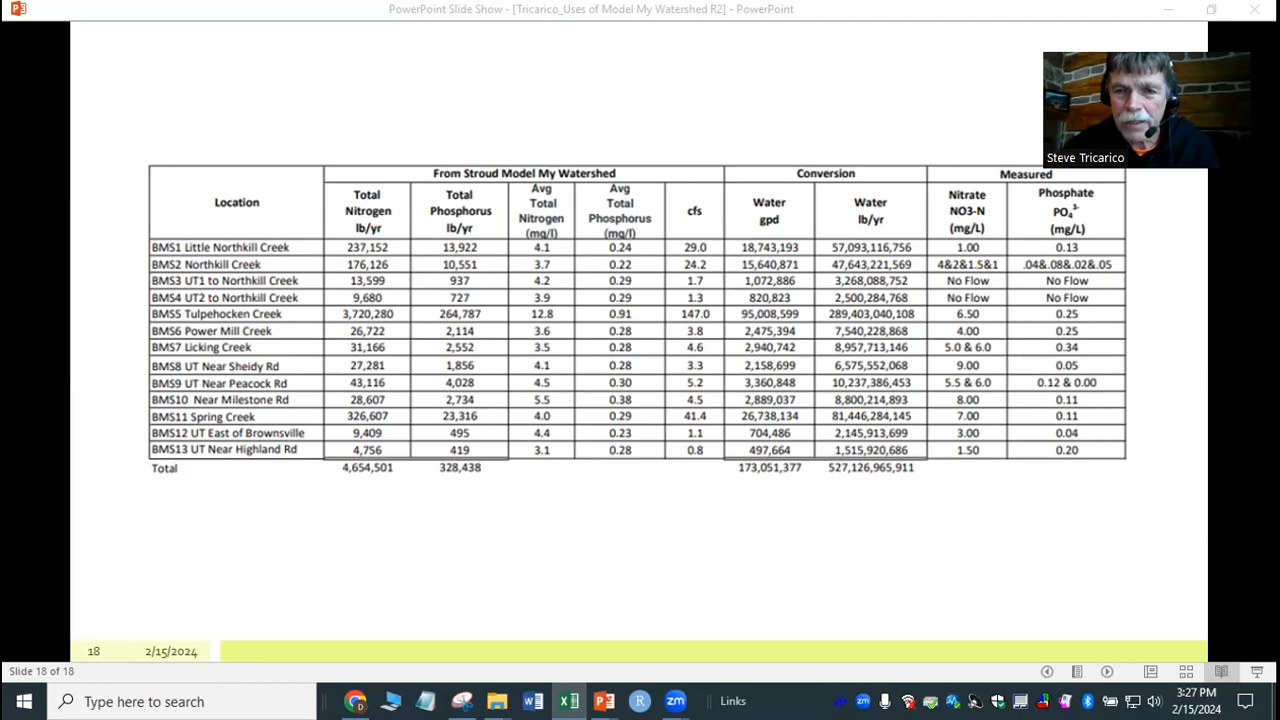 PowerPoint Slide Show - [Tricarico_Uses of Model My Watershed R2] - PowerPoint
Steve Tricarico
From Stroud Model My Watershed Conversion Measured
Location Total Nitrogen lb/yr Total Phosphorus lb/yr Avg Total Nitrogen (mg/l) Avg Total Phosphorus (mg/l) cfs Water gpd Water lb/yr Nitrate NO3-N (mg/L) Phosphate PO₄³⁻ (mg/L)
BMS1 Little Northkill Creek 237,152 13,922 4.1 0.24 29.0 18,743,193 57,093,116,756 1.00 0.13
BMS2 Northkill Creek 176,126 10,551 3.7 0.22 24.2 15,640,871 47,643,221,569 4&2&1.5&1 .04&.08&.02&.05
BMS3 UT1 to Northkill Creek 13,599 937 4.2 0.29 1.7 1,072,886 3,268,088,752 No Flow No Flow
BMS4 UT2 to Northkill Creek 9,680 727 3.9 0.29 1.3 820,823 2,500,284,768 No Flow No Flow
BMS5 Tulpehocken Creek 3,720,280 264,787 12.8 0.91 147.0 95,008,599 289,403,040,108 6.50 0.25
BMS6 Power Mill Creek 26,722 2,114 3.6 0.28 3.8 2,475,394 7,540,228,968 4.00 0.25
BMS7 Licking Creek 31,166 2,552 3.5 0.28 4.6 2,940,742 8,957,713,146 5.0 & 6.0 0.34
BMS8 UT Near Sheidy Rd 27,281 1,856 4.1 0.28 3.3 2,158,699 6,575,552,068 9.00 0.05
BMS9 UT Near Peacock Rd 43,116 4,028 4.5 0.30 5.2 3,360,848 10,237,386,453 5.5 & 6.0 0.12 & 0.00
BMS10 Near Milestone Rd 28,607 2,734 5.5 0.38 4.5 2,889,037 8,800,214,893 8.00 0.11
BMS11 Spring Creek 326,607 23,316 4.0 0.29 41.4 26,738,134 81,446,284,145 7.00 0.11
BMS12 UT East of Brownsville 9,409 495 4.4 0.23 1.1 704,486 2,145,913,699 3.00 0.04
BMS13 UT Near Highland Rd 4,756 419 3.1 0.28 0.8 497,664 1,515,920,686 1.50 0.20
Total 4,654,501 328,438 173,051,377 527,126,965,911
18 2/15/2024
Slide 18 of 18
Type here to search Links 3:27 PM
2/15/2024